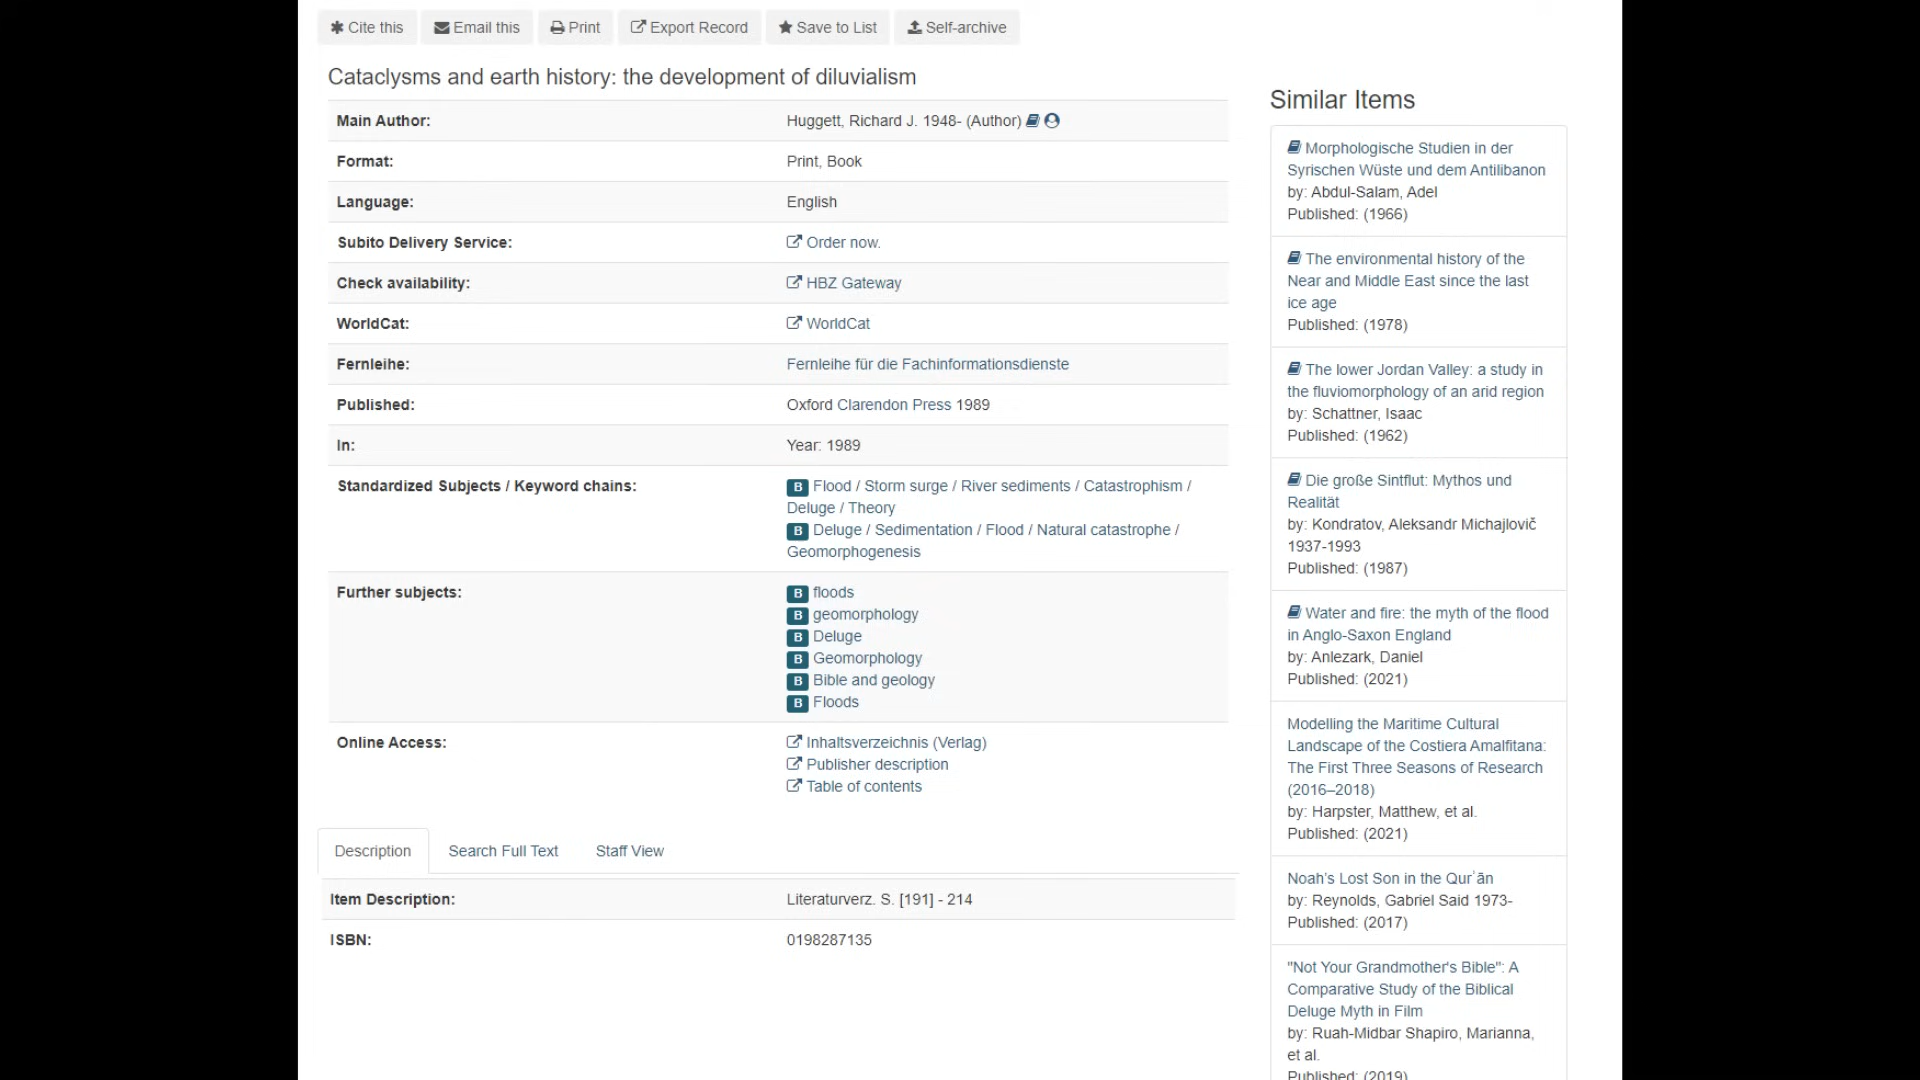 Cite this Email this Print Export Record Save to List Self-archive
Cataclysms and earth history: the development of diluvialism
Main Author: Huggett, Richard J. 1948- (Author)
Format: Print, Book
Language: English
Subito Delivery Service: Order now.
Check availability: HBZ Gateway
WorldCat: WorldCat
Fernleihe: Fernleihe für die Fachinformationsdienste
Published: Oxford Clarendon Press 1989
In: Year: 1989
Standardized Subjects / Keyword chains: B Flood / Storm surge / River sediments / Catastrophism /
Deluge / Theory
B Deluge / Sedimentation / Flood / Natural catastrophe /
Geomorphogenesis
Further subjects: B floods
B geomorphology
B Deluge
B Geomorphology
B Bible and geology
B Floods
Online Access: Inhaltsverzeichnis (Verlag)
Publisher description
Table of contents
Description Search Full Text Staff View
Item Description: Literaturverz. S. [191] - 214
ISBN: 0198287135
Similar Items
Morphologische Studien in der
Syrischen Wüste und dem Antilibanon
by: Abdul-Salam, Adel
Published: (1966)
The environmental history of the
Near and Middle East since the last
ice age
Published: (1978)
The lower Jordan Valley: a study in
the fluviomorphology of an arid region
by: Schattner, Isaac
Published: (1962)
Die große Sintflut: Mythos und
Realität
by: Kondratov, Aleksandr Michajlovič
1937-1993
Published: (1987)
Water and fire: the myth of the flood
in Anglo-Saxon England
by: Anlezark, Daniel
Published: (2021)
Modelling the Maritime Cultural
Landscape of the Costiera Amalfitana:
The First Three Seasons of Research
(2016–2018)
by: Harpster, Matthew, et al.
Published: (2021)
Noah's Lost Son in the Qurʾān
by: Reynolds, Gabriel Said 1973-
Published: (2017)
"Not Your Grandmother's Bible": A
Comparative Study of the Biblical
Deluge Myth in Film
by: Ruah-Midbar Shapiro, Marianna,
et al.
Published: (2019)